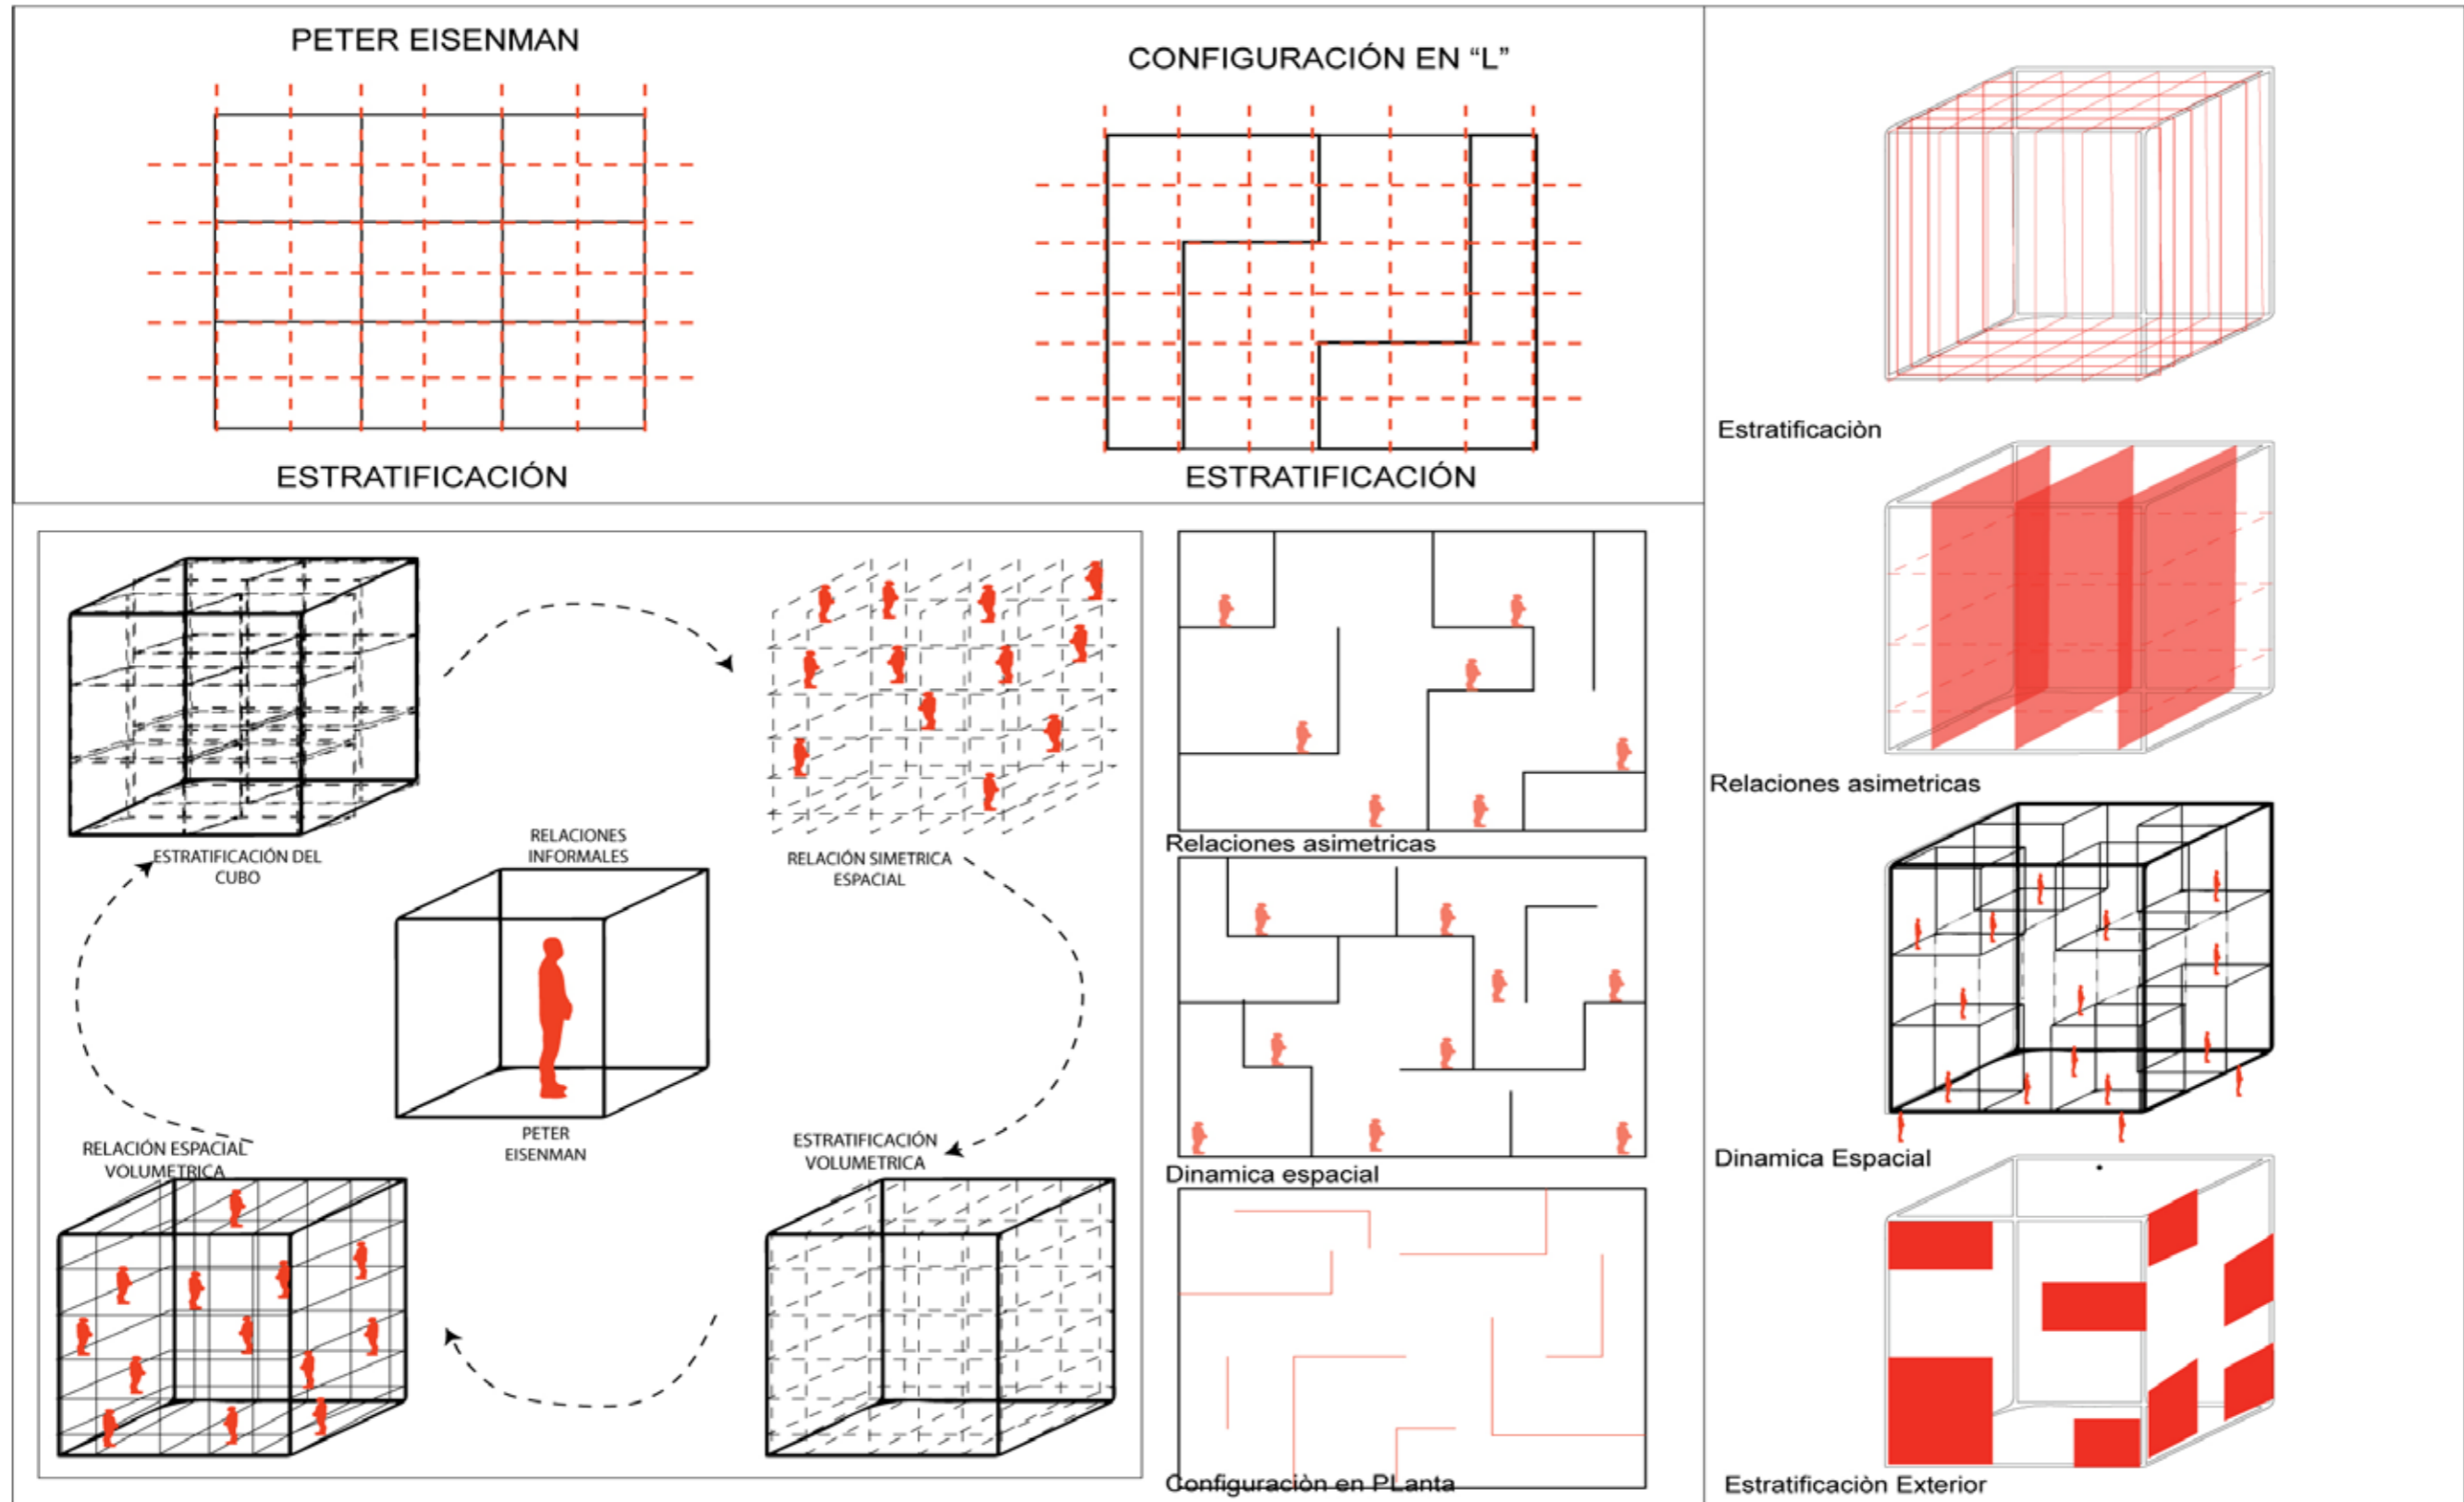 PETER EISENMAN
ESTRATIFICACIÓN
CONFIGURACIÓN EN “L”
ESTRATIFICACIÓN
ESTRATIFICACIÓN DEL
CUBO
RELACIÓN SIMETRICA
ESPACIAL
RELACIONES
INFORMALES
PETER
EISENMAN
RELACIÓN ESPACIAL
VOLUMETRICA
ESTRATIFICACIÓN
VOLUMETRICA
Relaciones asimetricas
Dinamica espacial
Configuraciòn en PLanta
Estratificaciòn
Relaciones asimetricas
Dinamica Espacial
Estratificaciòn Exterior